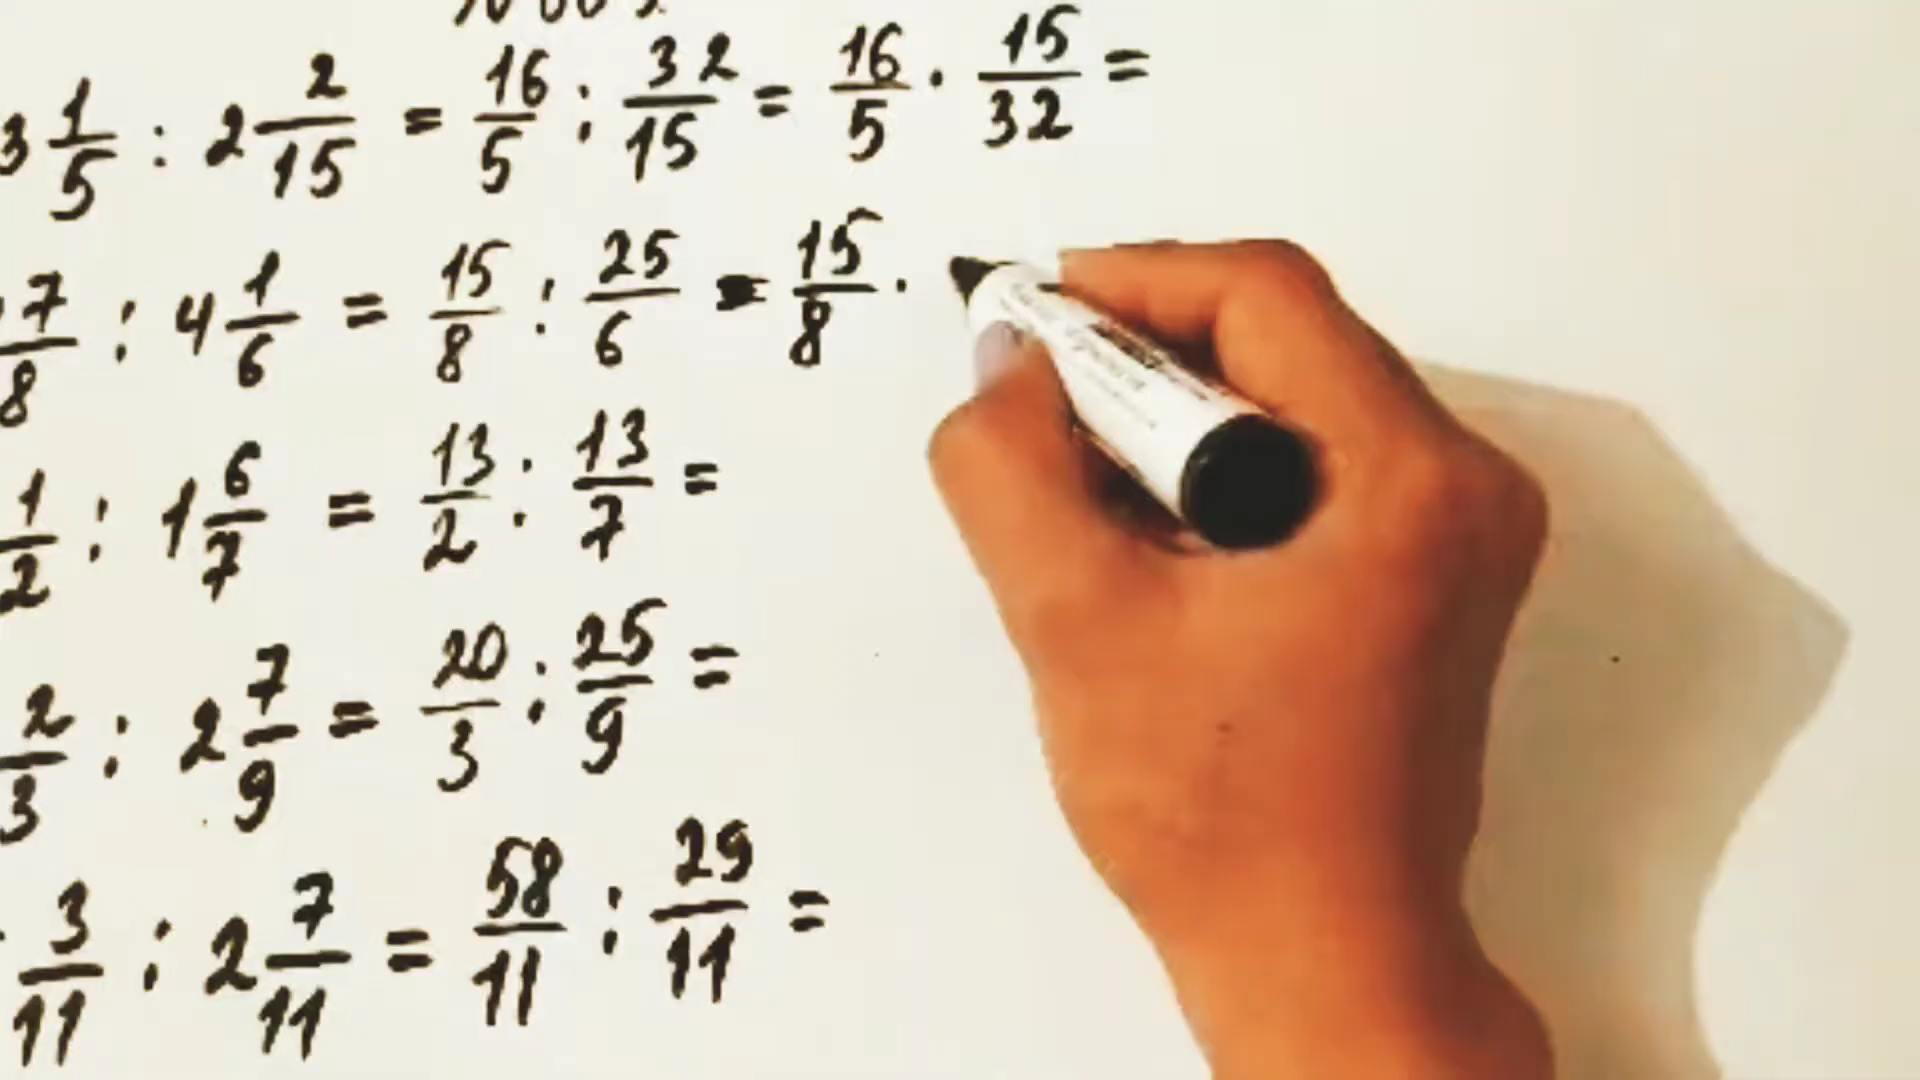 3 1/5 : 2 2/15 = 16/5 : 32/15 = 16/5 · 15/32 =
7/8 : 4 1/6 = 15/8 : 25/6 = 15/8 ·
1/2 : 1 6/7 = 13/2 : 13/7 =
2/3 : 2 7/9 = 20/3 : 25/9 =
3/11 : 2 7/11 = 58/11 : 29/11 =